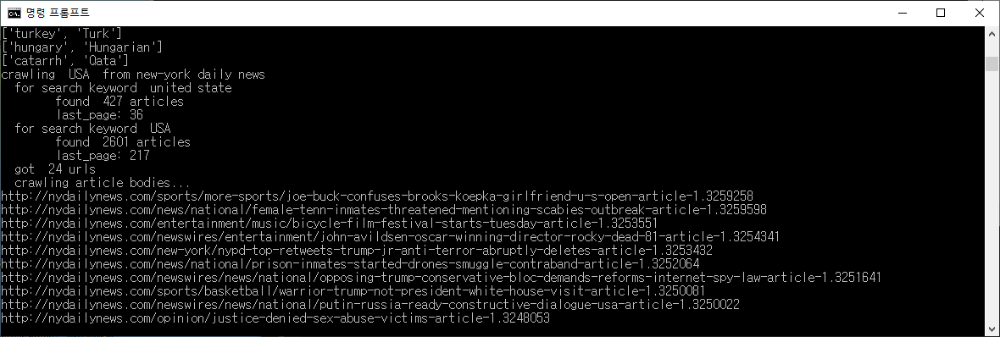 명령 프롬프트
['turkey', 'Turk']
['hungary', 'Hungarian']
['catarrh', 'Qata']
crawling  USA  from new-york daily news
  for search keyword  united state
        found  427 articles
        last_page: 36
  for search keyword  USA
        found  2601 articles
        last_page: 217
  got  24 urls
  crawling article bodies...
http://nydailynews.com/sports/more-sports/joe-buck-confuses-brooks-koepka-girlfriend-u-s-open-article-1.3259258
http://nydailynews.com/news/national/female-tenn-inmates-threatened-mentioning-scabies-outbreak-article-1.3259598
http://nydailynews.com/entertainment/music/bicycle-film-festival-starts-tuesday-article-1.3253551
http://nydailynews.com/newswires/entertainment/john-avildsen-oscar-winning-director-rocky-dead-81-article-1.3254341
http://nydailynews.com/new-york/nypd-top-retweets-trump-jr-anti-terror-abruptly-deletes-article-1.3253432
http://nydailynews.com/news/national/prison-inmates-started-drones-smuggle-contraband-article-1.3252064
http://nydailynews.com/newswires/news/national/opposing-trump-conservative-bloc-demands-reforms-internet-spy-law-article-1.3251641
http://nydailynews.com/sports/basketball/warrior-trump-not-president-white-house-visit-article-1.3250081
http://nydailynews.com/newswires/news/national/putin-russia-ready-constructive-dialogue-usa-article-1.3250022
http://nydailynews.com/opinion/justice-denied-sex-abuse-victims-article-1.3248053